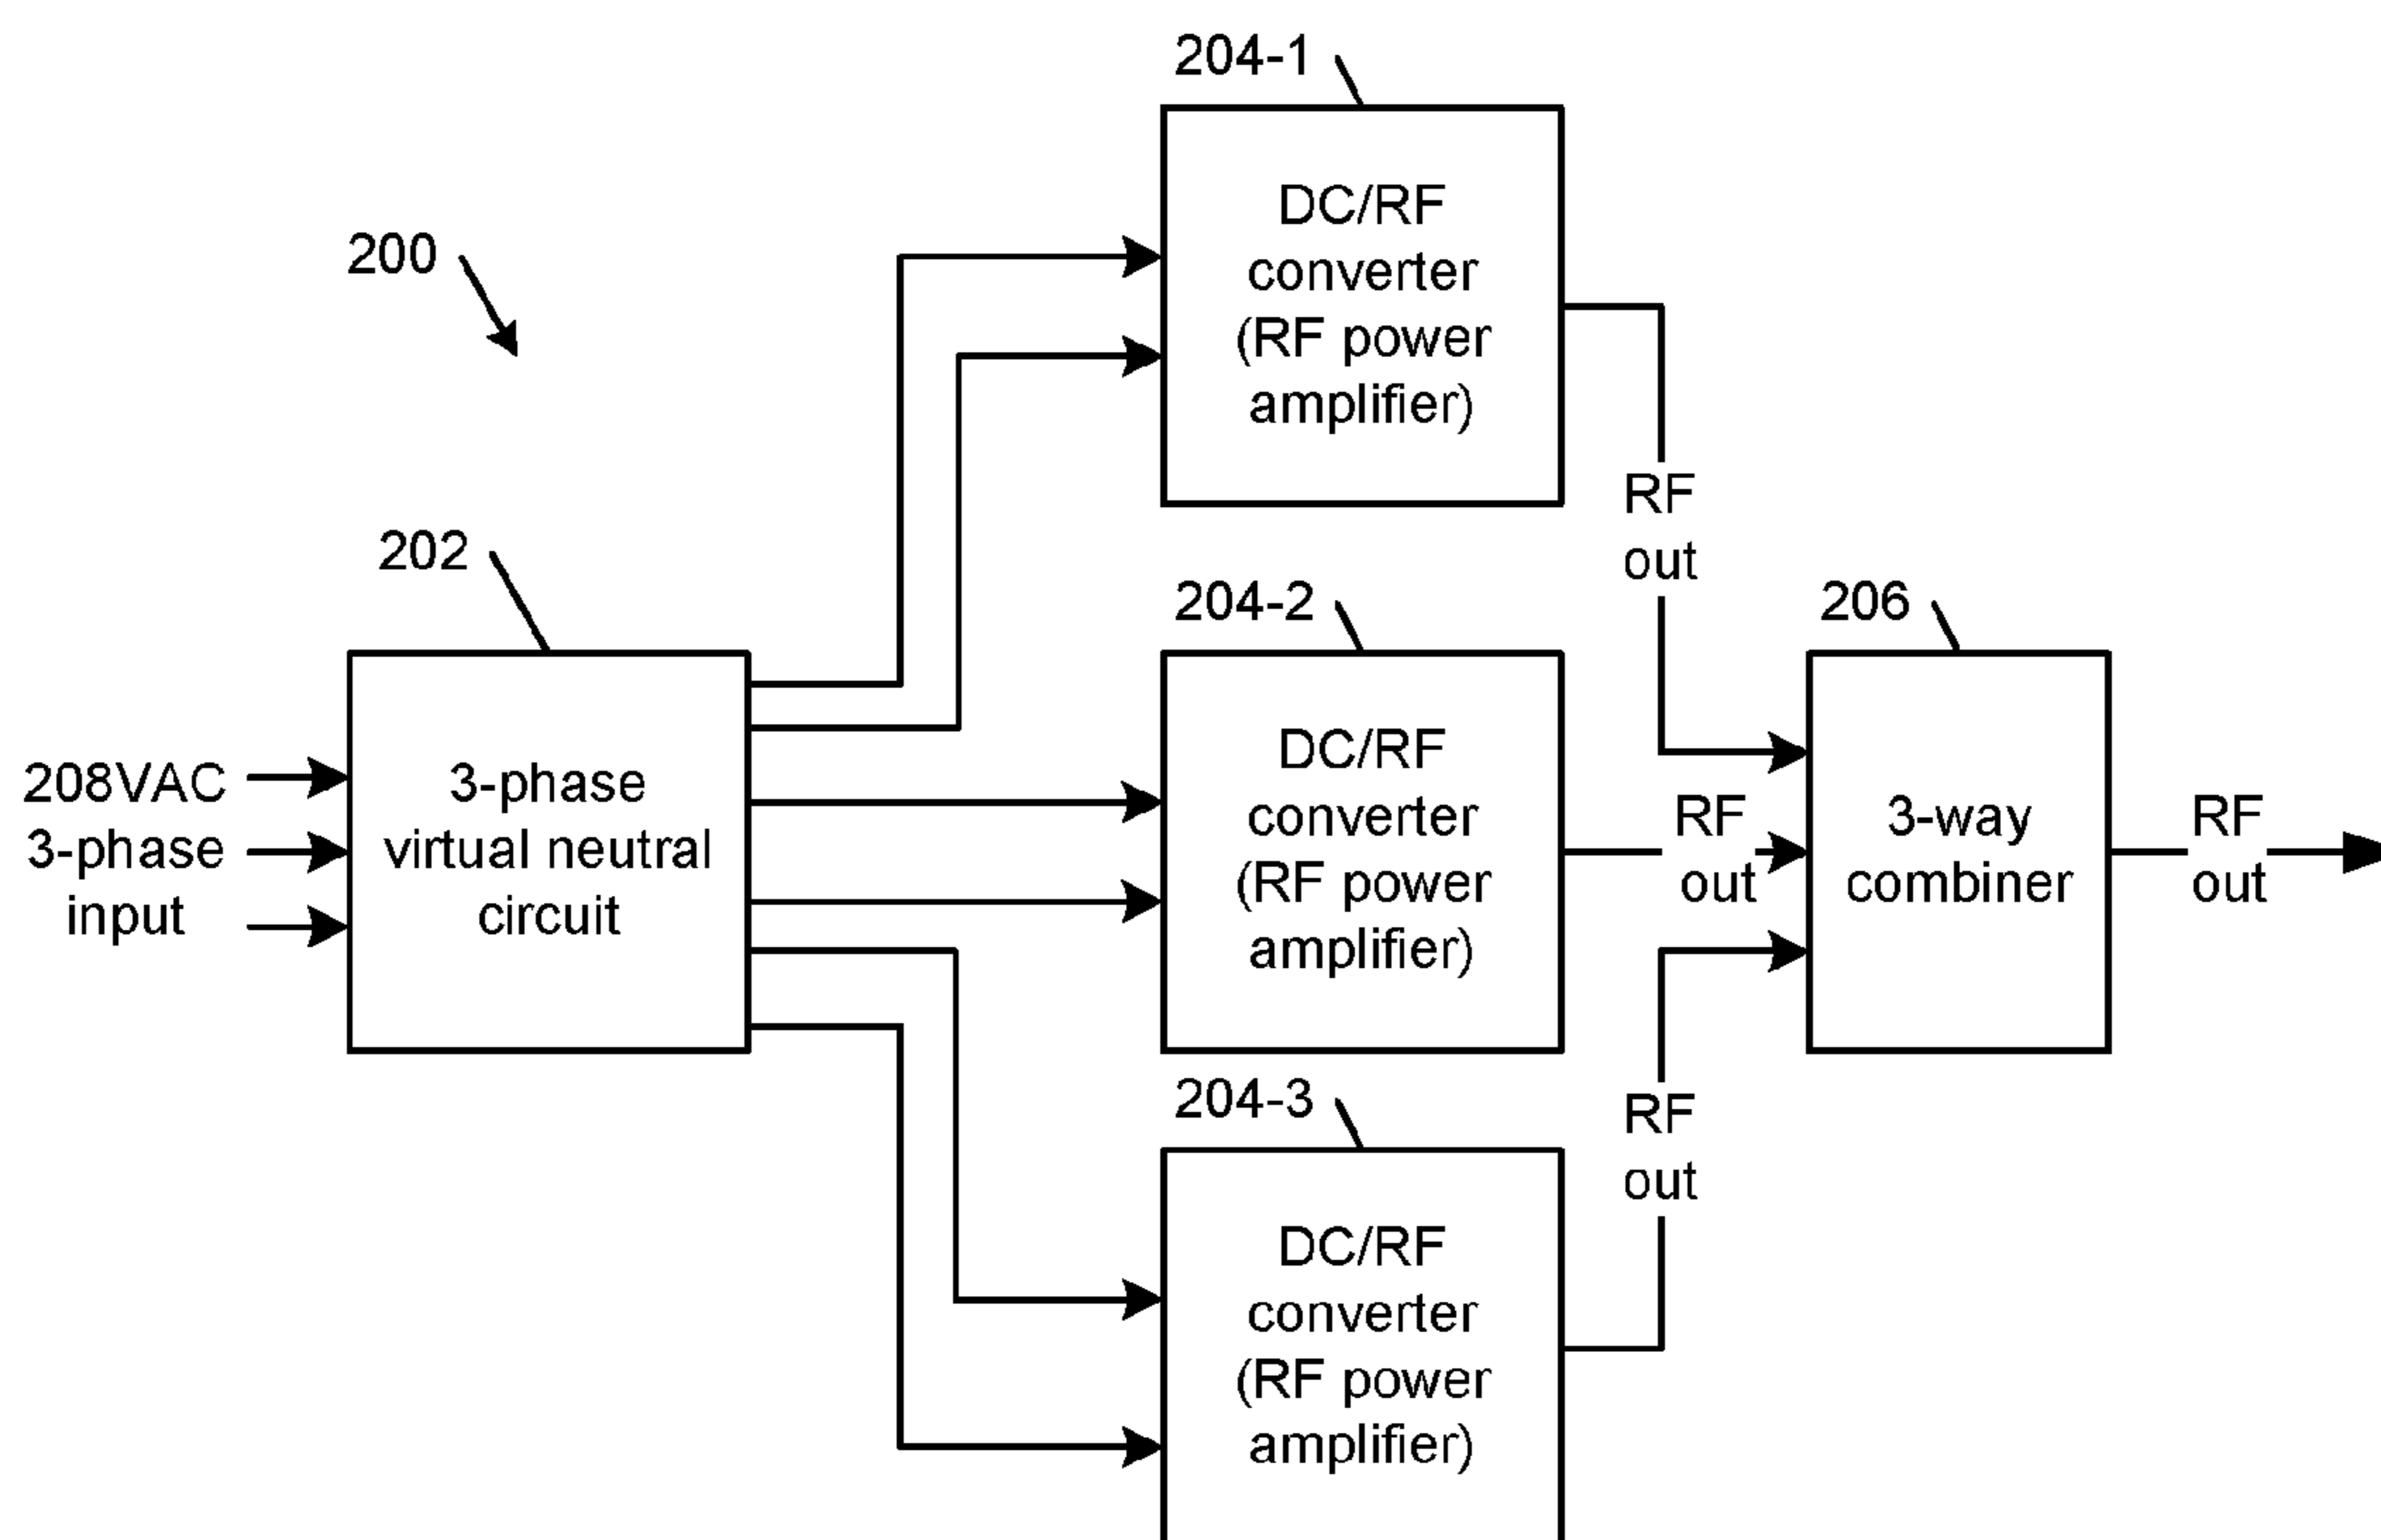 204-1
DC/RF
converter
(RF power
amplifier)
200
RF
out
202
204-2
206
208VAC
3-phase
input
3-phase
virtual neutral
circuit
DC/RF
converter
(RF power
amplifier)
RF
out
3-way
combiner
RF
out
204-3
RF
out
DC/RF
converter
(RF power
amplifier)